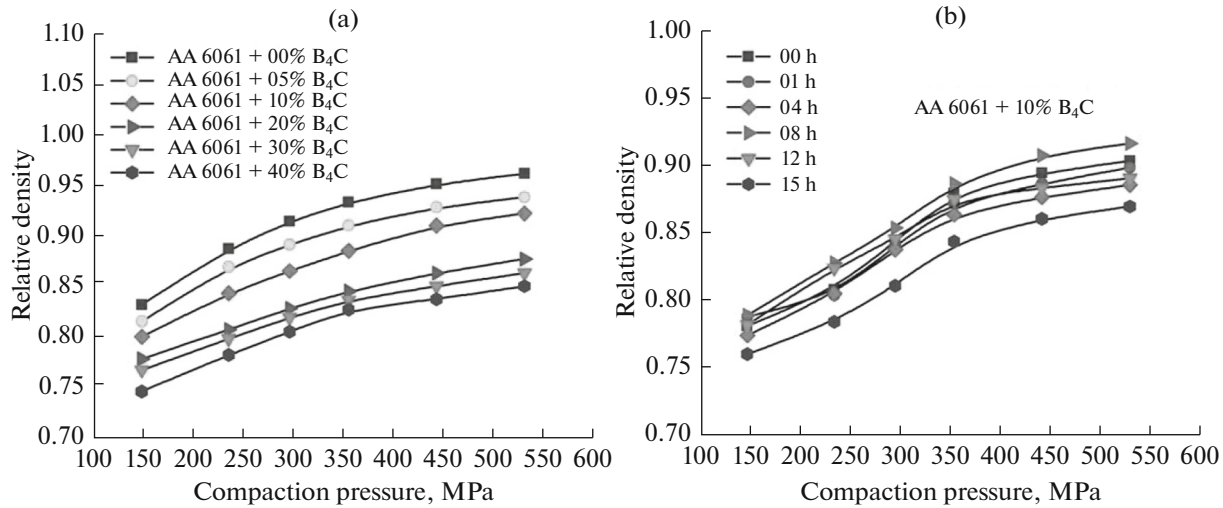 (a)
1.10
1.05
1.00
0.95
0.90
0.85
0.80
0.75
0.70
Relative density
AA 6061 + 00% B₄C
AA 6061 + 05% B₄C
AA 6061 + 10% B₄C
AA 6061 + 20% B₄C
AA 6061 + 30% B₄C
AA 6061 + 40% B₄C
100 150 200 250 300 350 400 450 500 550 600
Compaction pressure, MPa
(b)
1.00
0.95
0.90
0.85
0.80
0.75
0.70
Relative density
00 h
01 h
04 h
08 h
12 h
15 h
AA 6061 + 10% B₄C
100 150 200 250 300 350 400 450 500 550 600
Compaction pressure, MPa